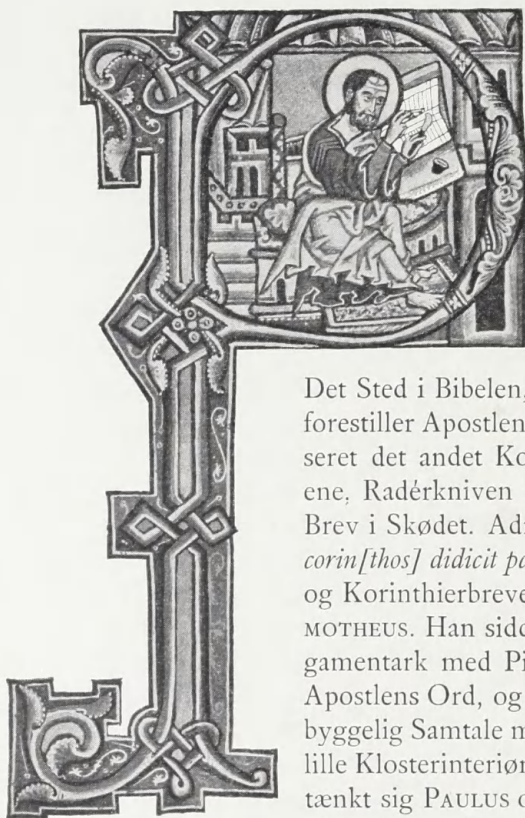 Det Sted i Bibelen,
forestiller Apostlen
seret det andet Ko
ene, Radérkniven
Brev i Skødet. Ad
corin[thos] didicit pa
og Korinthierbreve
MOTHEUS. Han sidd
gamentark med Pi
Apostlens Ord, og
byggelig Samtale m
lille Klosterinteriør
tænkt sig PAULUS o